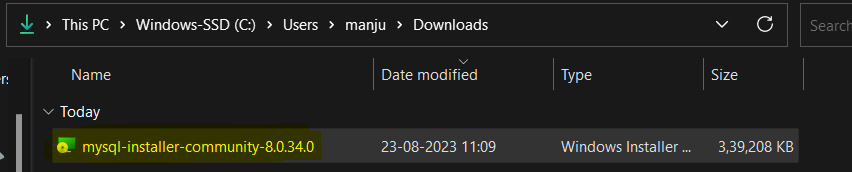 This PC > Windows-SSD (C:) > Users > manju > Downloads
Search
Name Date modified Type Size
Today
mysql-installer-community-8.0.34.0 23-08-2023 11:09 Windows Installer ... 3,39,208 KB